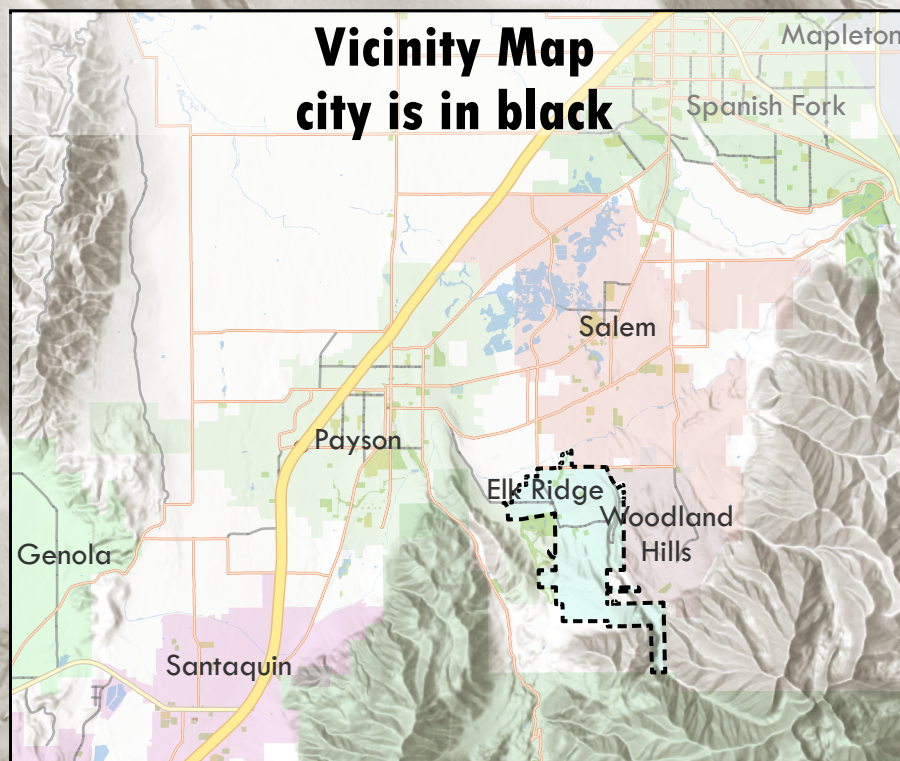 Vicinity Map
city is in black
Mapleton
Spanish Fork
Salem
Payson
Elk Ridge
Woodland
Hills
Genola
Santaquin